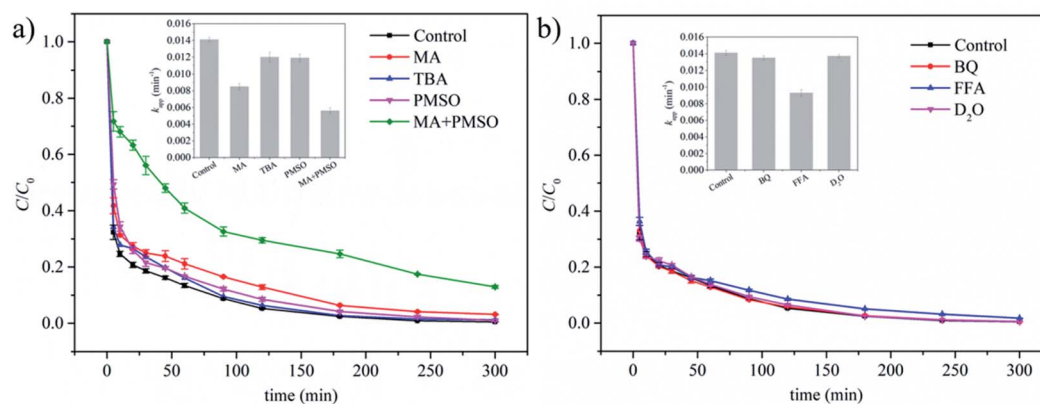 a)
Control
MA
TBA
PMSO
MA+PMSO
0.016
0.014
0.012
0.010
0.008
0.006
0.004
0.002
0.000
k_app (min⁻¹)
Control
MA
TBA
PMSO
MA+PMSO
1.0
0.8
0.6
0.4
0.2
0.0
C/C₀
0 50 100 150 200 250 300
time (min)
b)
Control
BQ
FFA
D₂O
0.016
0.014
0.012
0.010
0.008
0.006
0.004
0.002
0.000
k_app (min⁻¹)
Control
BQ
FFA
D₂O
1.0
0.8
0.6
0.4
0.2
0.0
C/C₀
0 50 100 150 200 250 300
time (min)